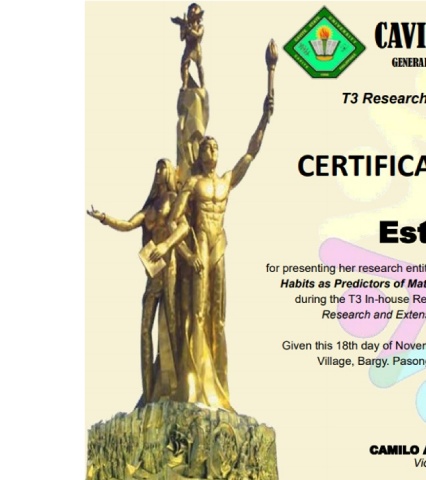 CAVI
GENERAL
T3 Research
CERTIFICA
Est
for presenting her research entit
Habits as Predictors of Mat
during the T3 In-house Re
Research and Extens
Given this 18th day of Novem
Village, Bargy. Pasong
CAMILO A
Vic